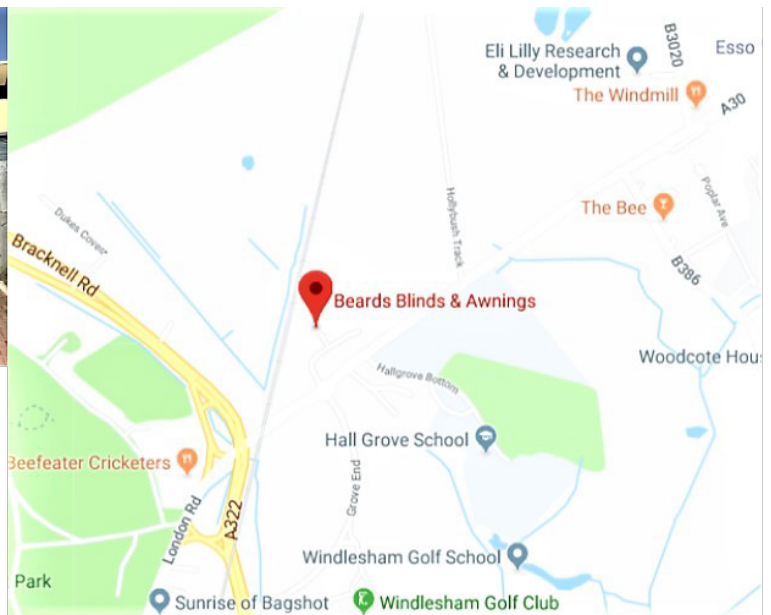 B3020
Esso
Eli Lilly Research
& Development
The Windmill
A30
Hollybush Track
Poplar Ave
The Bee
Dukes Covert
Bracknell Rd
B386
Beards Blinds & Awnings
Woodcote Hou
Hallgrove Bottom
Hall Grove School
Beefeater Cricketers
Grove End
A322
London Rd
Windlesham Golf School
Park
Sunrise of Bagshot
Windlesham Golf Club